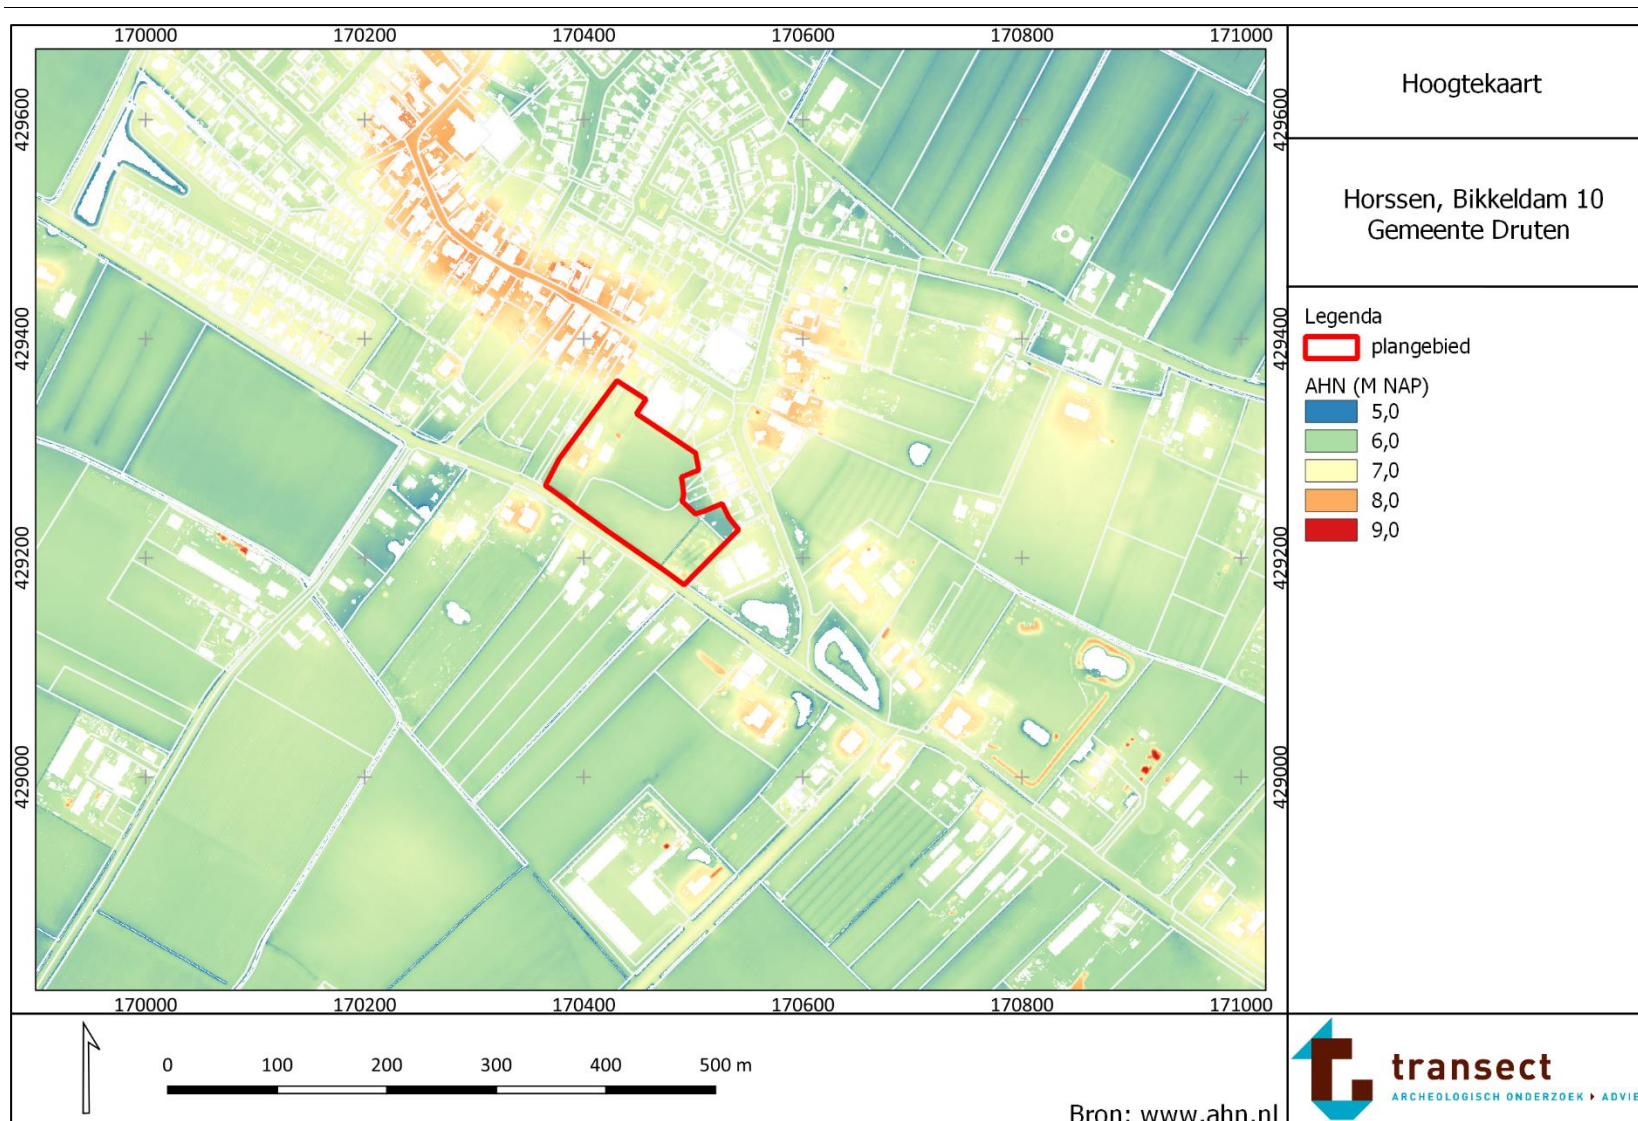 170000 170200 170400 170600 170800 171000
429600
429400
429200
429000
429600
429400
429200
429000
170000 170200 170400 170600 170800 171000
Hoogtekaart
Horssen, Bikkeldam 10
Gemeente Druten
Legenda
plangebied
AHN (M NAP)
5,0
6,0
7,0
8,0
9,0
0 100 200 300 400 500 m
Bron: www.ahn.nl
transect
ARCHEOLOGISCH ONDERZOEK ADVIE